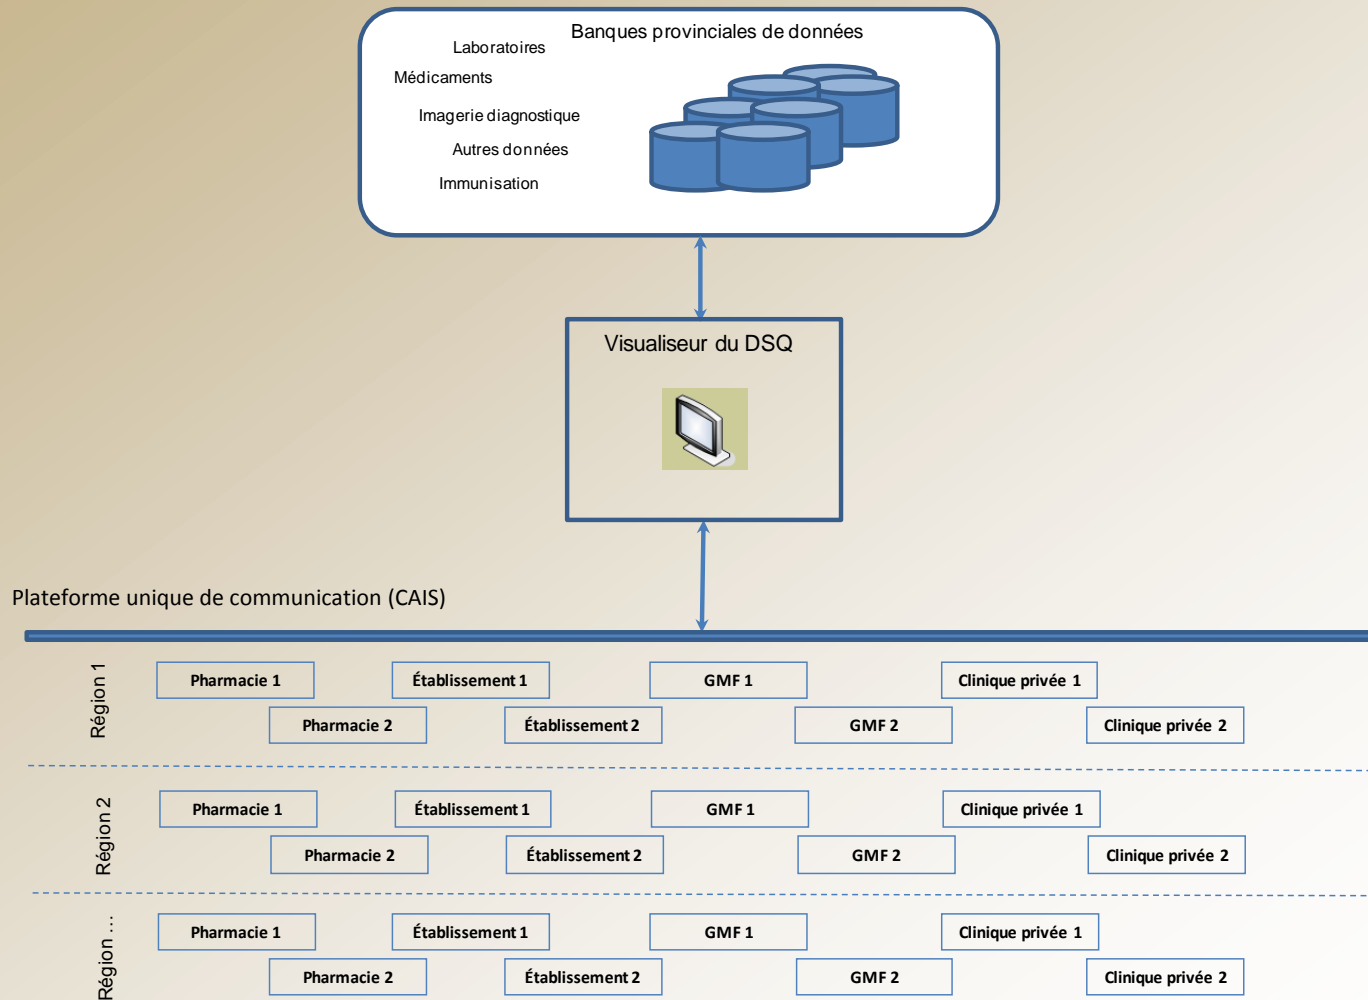 Banques provinciales de données
Laboratoires
Médicaments
Imagerie diagnostique
Autres données
Immunisation
Visualiseur du DSQ
Plateforme unique de communication (CAIS)
Région 1
Pharmacie 1 Établissement 1 GMF 1 Clinique privée 1
Pharmacie 2 Établissement 2 GMF 2 Clinique privée 2
Région 2
Pharmacie 1 Établissement 1 GMF 1 Clinique privée 1
Pharmacie 2 Établissement 2 GMF 2 Clinique privée 2
Région ...
Pharmacie 1 Établissement 1 GMF 1 Clinique privée 1
Pharmacie 2 Établissement 2 GMF 2 Clinique privée 2